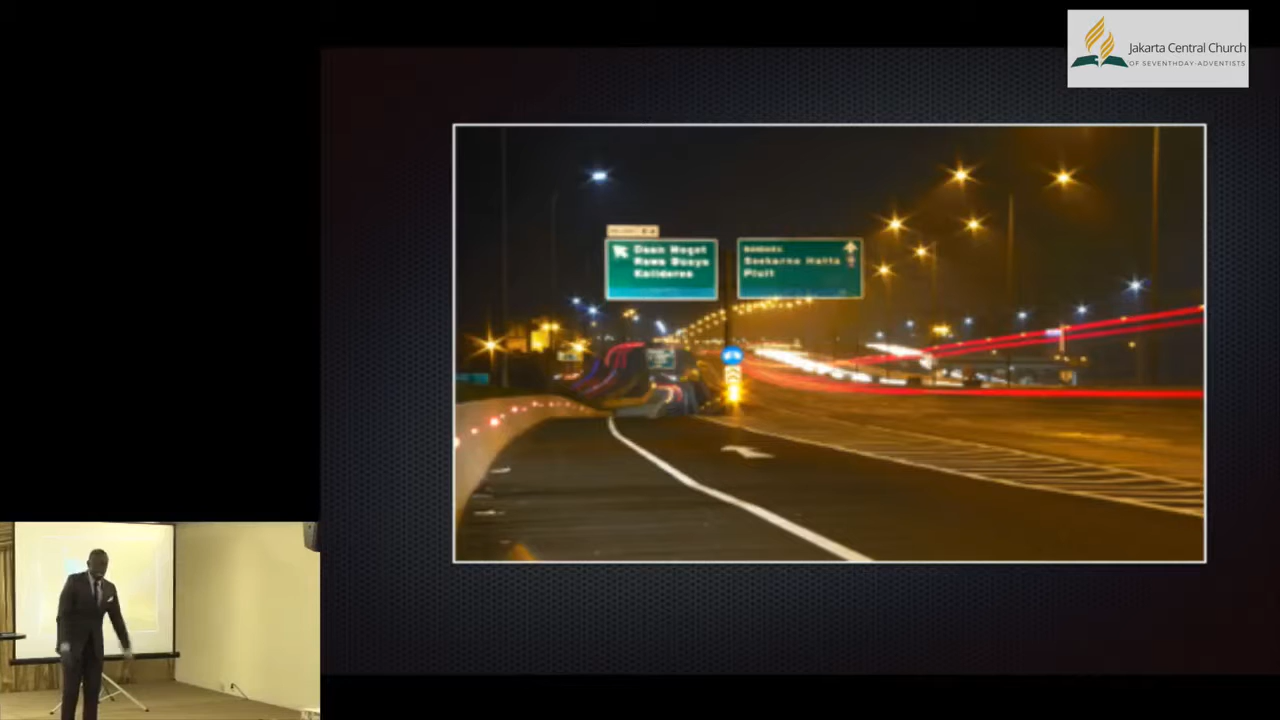 Jakarta Central Church
OF SEVENTHDAY-ADVENTISTS
Daan Mogot
Rawa Buaya
Kalideres
Soekarno Hatta
Pluit